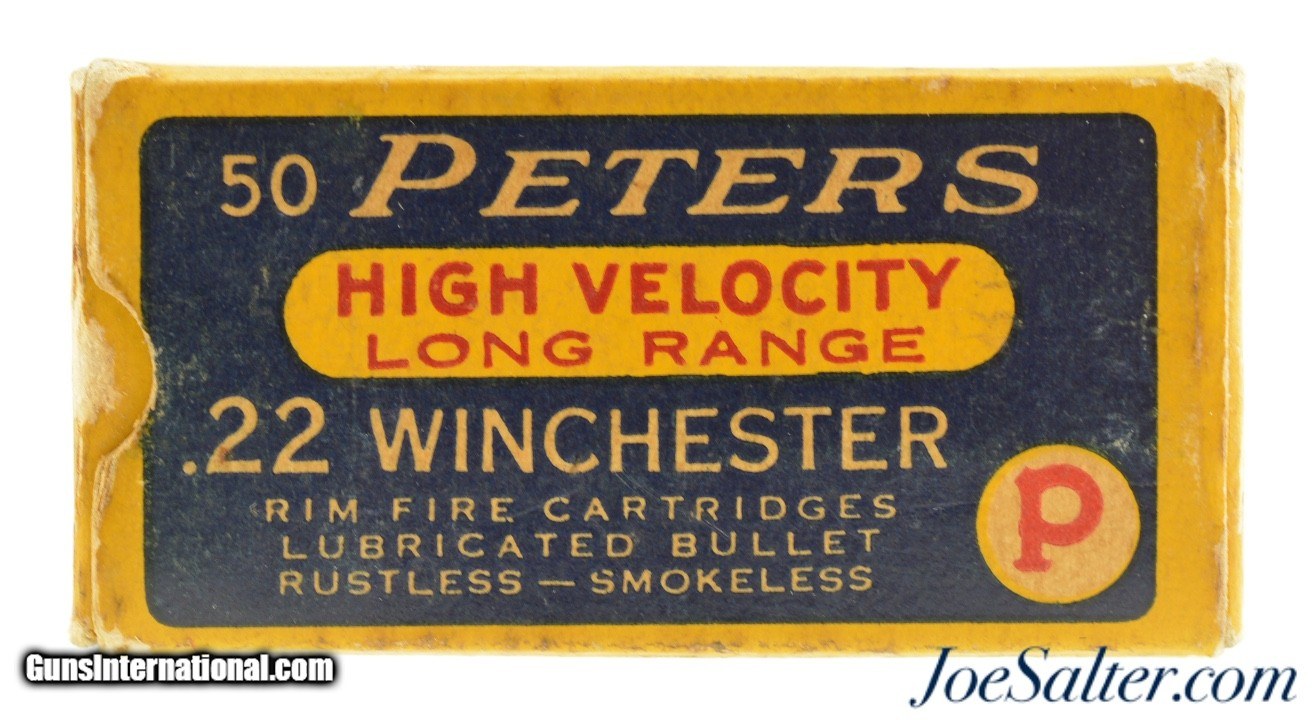 50 PETERS
HIGH VELOCITY
LONG RANGE
.22 WINCHESTER
RIM FIRE CARTRIDGES
LUBRICATED BULLET
RUSTLESS — SMOKELESS
P
GunsInternational.com
JoeSalter.com